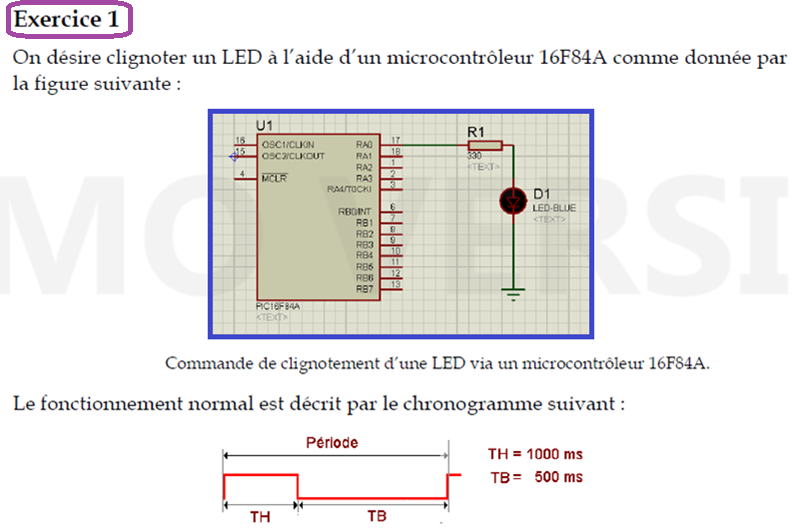 Exercice 1
On désire clignoter un LED à l'aide d'un microcontrôleur 16F84A comme donnée par
la figure suivante :
U1
16 OSC1/CLKIN RA0 17
15 OSC2/CLKOUT RA1 18
RA2 1
4 MCLR RA3 2
RA4/T0CKI 3
RB0/INT 6
RB1 7
RB2 8
RB3 9
RB4 10
RB5 11
RB6 12
RB7 13
PIC16F84A
<TEXT>
R1
330
<TEXT>
D1
LED-BLUE
<TEXT>
Commande de clignotement d'une LED via un microcontrôleur 16F84A.
Le fonctionnement normal est décrit par le chronogramme suivant :
Période
TH = 1000 ms
TB = 500 ms
TH TB